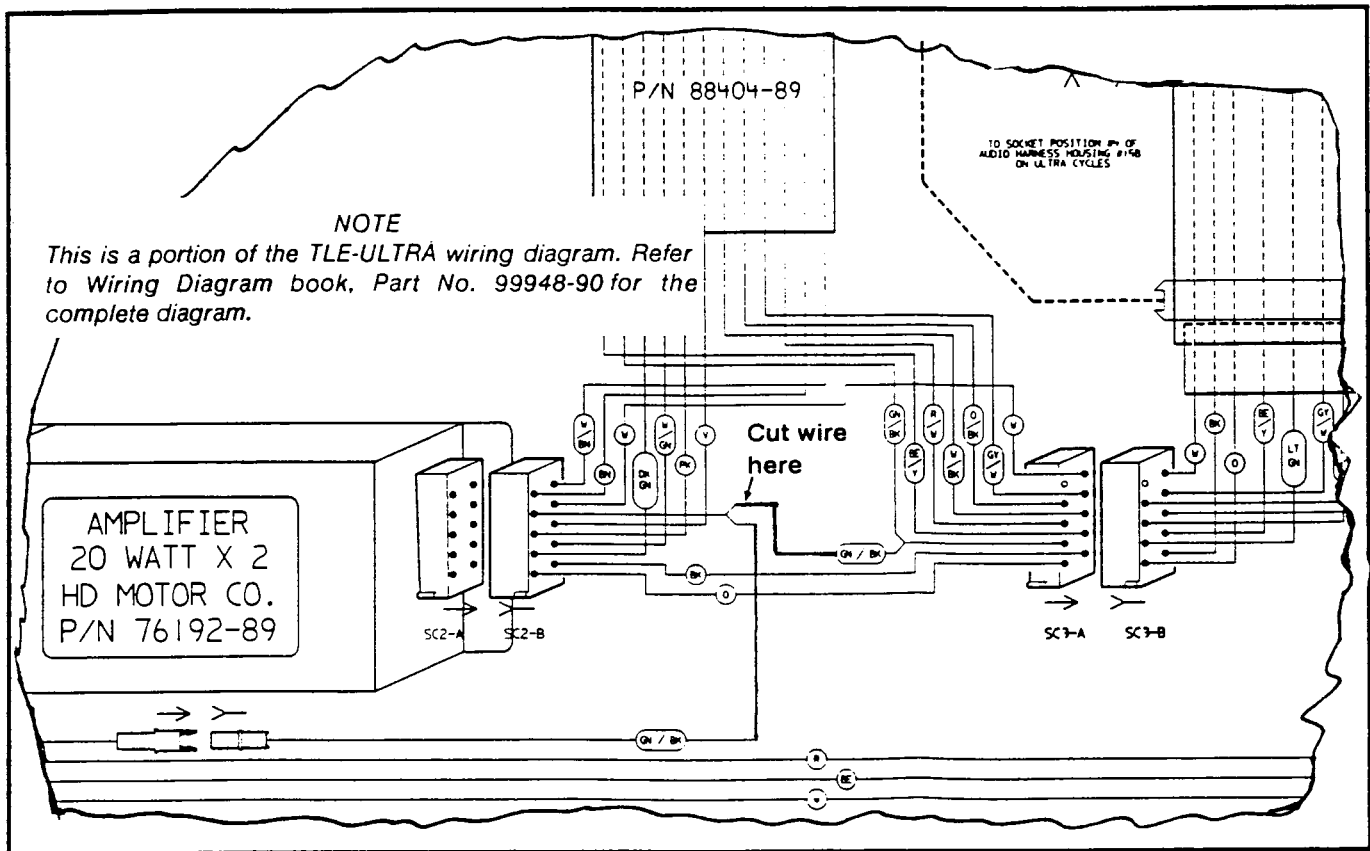 P/N 88404-89
TO SOCKET POSITION #4 OF
AUDIO HARNESS HOUSING #15B
ON ULTRA CYCLES
NOTE
This is a portion of the TLE-ULTRA wiring diagram. Refer
to Wiring Diagram book, Part No. 99948-90 for the
complete diagram.
W/BN
BN
W
DK GN
W/GN
PK
V
Cut wire
here
GN/BK
BE/Y
R/W
W/BK
O/BK
GY/W
W
W
BK
O
BE/Y
LT GN
GY/W
AMPLIFIER
20 WATT X 2
HD MOTOR CO.
P/N 76192-89
SC2-A
SC2-B
GN / BK
BK
O
SC3-A
SC3-B
GN / BK
R
BE